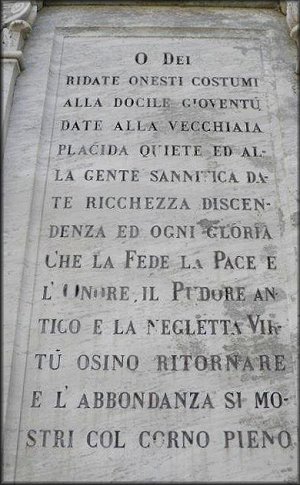 O DEI
RIDATE ONESTI COSTUMI
ALLA DOCILE GIOVENTÚ
DATE ALLA VECCHIAIA
PLACIDA QUIETE ED AL-
LA GENTE SANNITICA DA-
TE RICCHEZZA DISCEN-
DENZA ED OGNI GLORIA
CHE LA FEDE LA PACE E
L'ONORE, IL PUDORE AN-
TICO E LA NEGLETTA VIR-
TÚ OSINO RITORNARE
E L'ABBONDANZA SI MO-
STRI COL CORNO PIENO